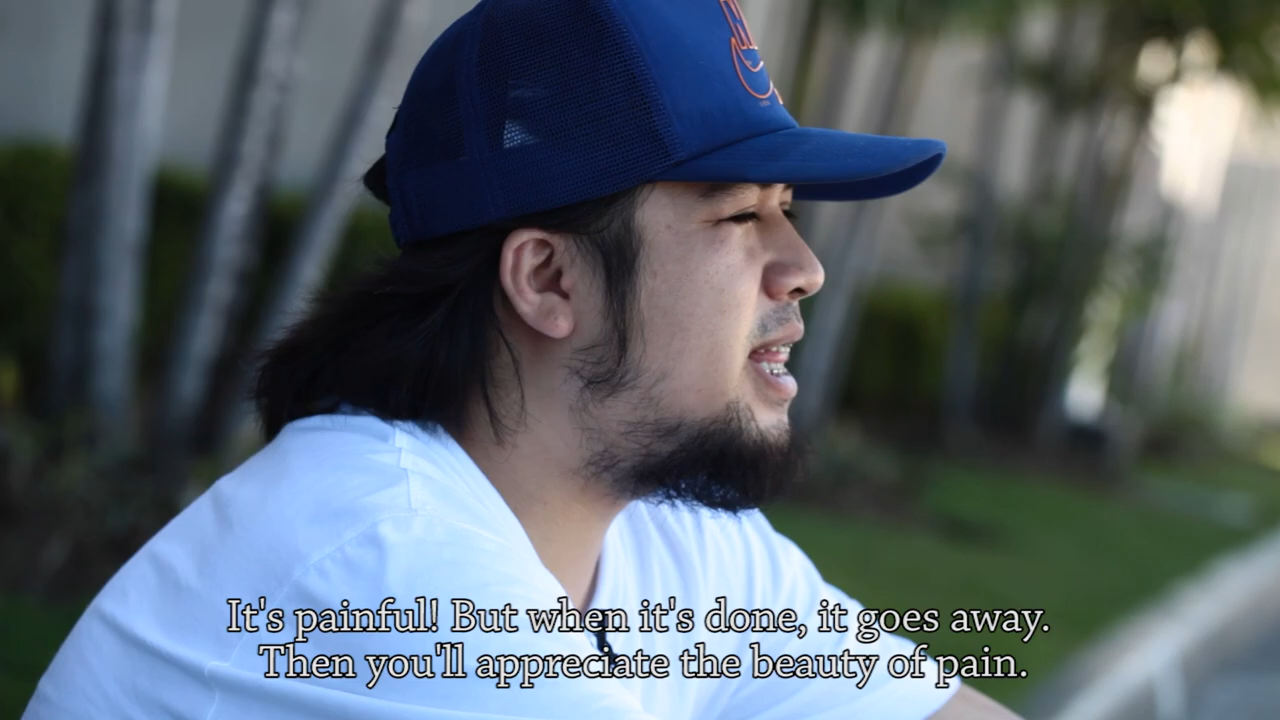 It's painful! But when it's done, it goes away.
Then you'll appreciate the beauty of pain.